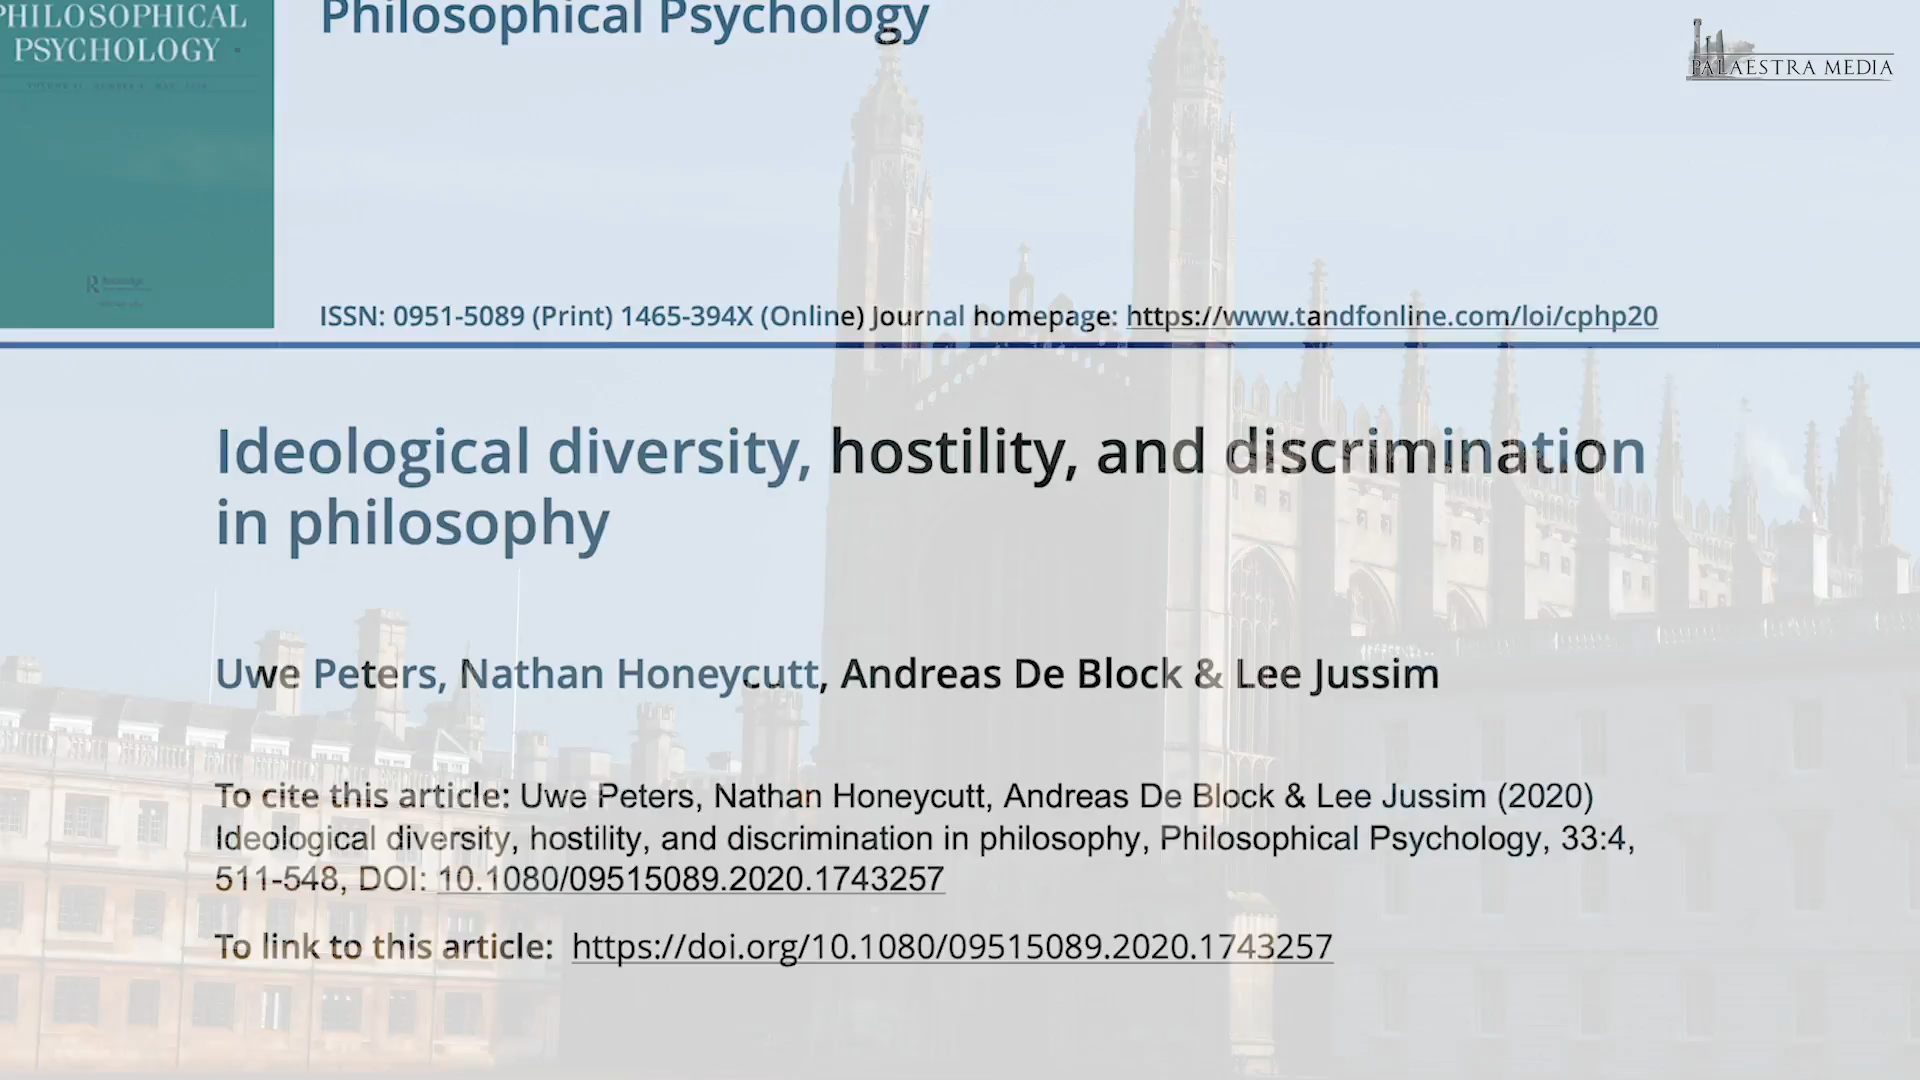 PHILOSOPHICAL
PSYCHOLOGY
Philosophical Psychology
PALAESTRA MEDIA
ISSN: 0951-5089 (Print) 1465-394X (Online) Journal homepage: https://www.tandfonline.com/loi/cphp20
Ideological diversity, hostility, and discrimination
in philosophy
Uwe Peters, Nathan Honeycutt, Andreas De Block & Lee Jussim
To cite this article: Uwe Peters, Nathan Honeycutt, Andreas De Block & Lee Jussim (2020)
Ideological diversity, hostility, and discrimination in philosophy, Philosophical Psychology, 33:4,
511-548, DOI: 10.1080/09515089.2020.1743257
To link to this article: https://doi.org/10.1080/09515089.2020.1743257